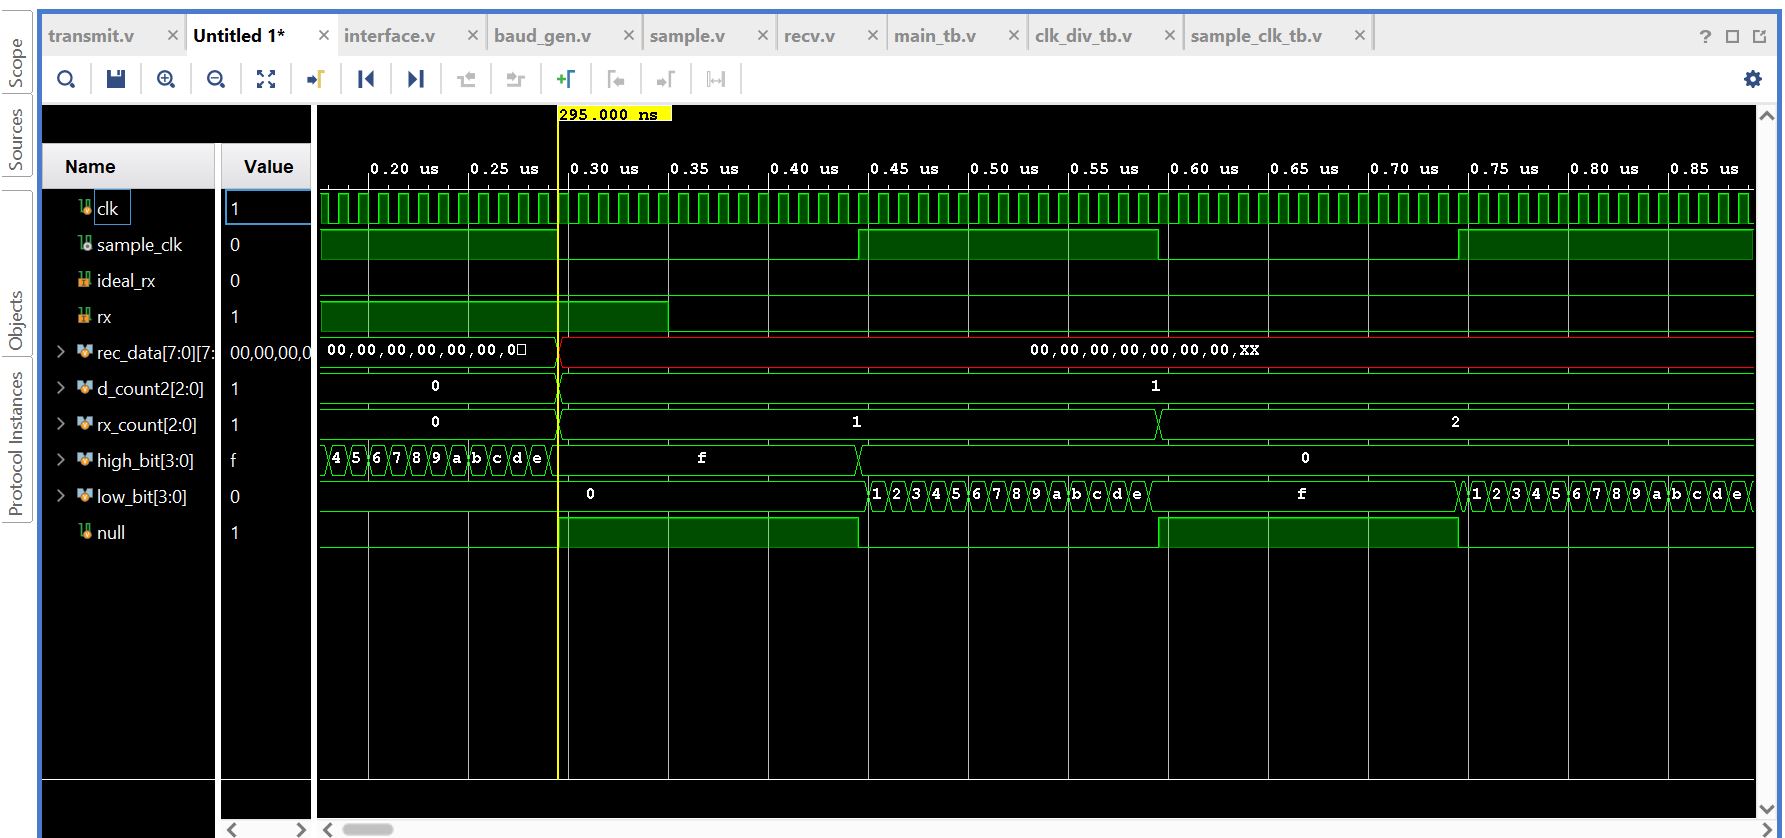 transmit.v Untitled 1* interface.v baud_gen.v sample.v recv.v main_tb.v clk_div_tb.v sample_clk_tb.v
Scope
Sources
Objects
Protocol Instances
295.000 ns
Name Value
0.20 us 0.25 us 0.30 us 0.35 us 0.40 us 0.45 us 0.50 us 0.55 us 0.60 us 0.65 us 0.70 us 0.75 us 0.80 us 0.85 us
clk 1
sample_clk 0
ideal_rx 0
rx 1
rec_data[7:0][7: 00,00,00,0 00,00,00,00,00,00,0 00,00,00,00,00,00,00,XX
d_count2[2:0] 1 0 1
rx_count[2:0] 1 0 1 2
high_bit[3:0] f 4 5 6 7 8 9 a b c d e f 0
low_bit[3:0] 0 0 1 2 3 4 5 6 7 8 9 a b c d e f 1 2 3 4 5 6 7 8 9 a b c d e
null 1